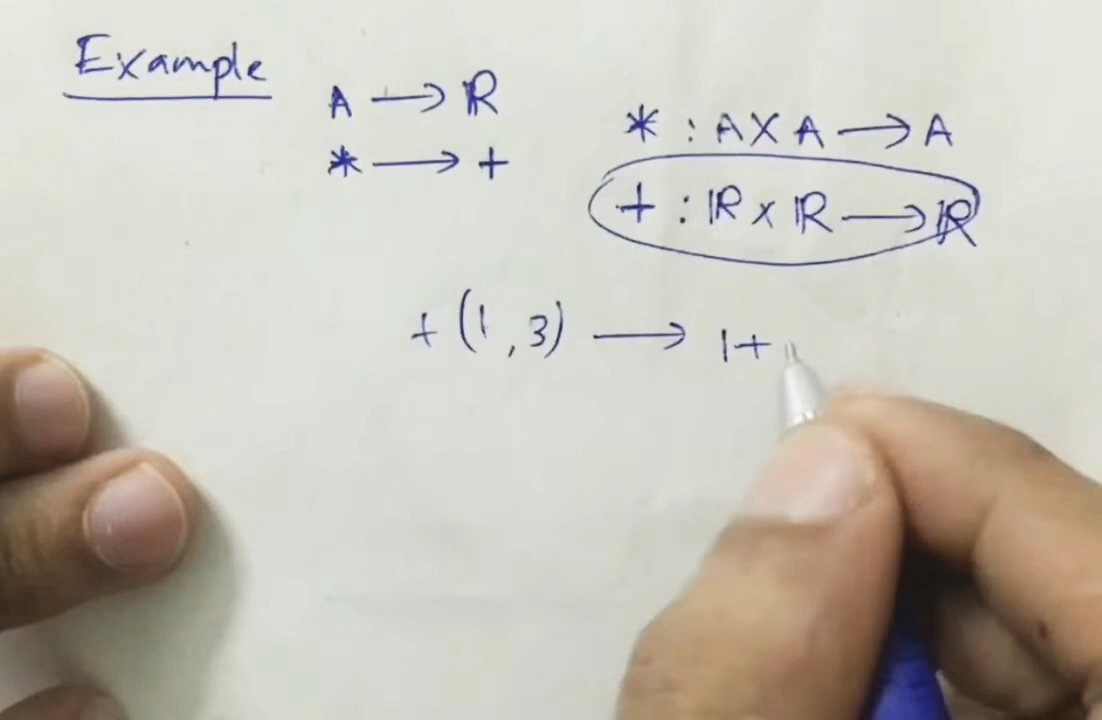 Example
A → ℝ
* → +
* : A × A → A
+ : ℝ × ℝ → ℝ
+ (1, 3) → 1+